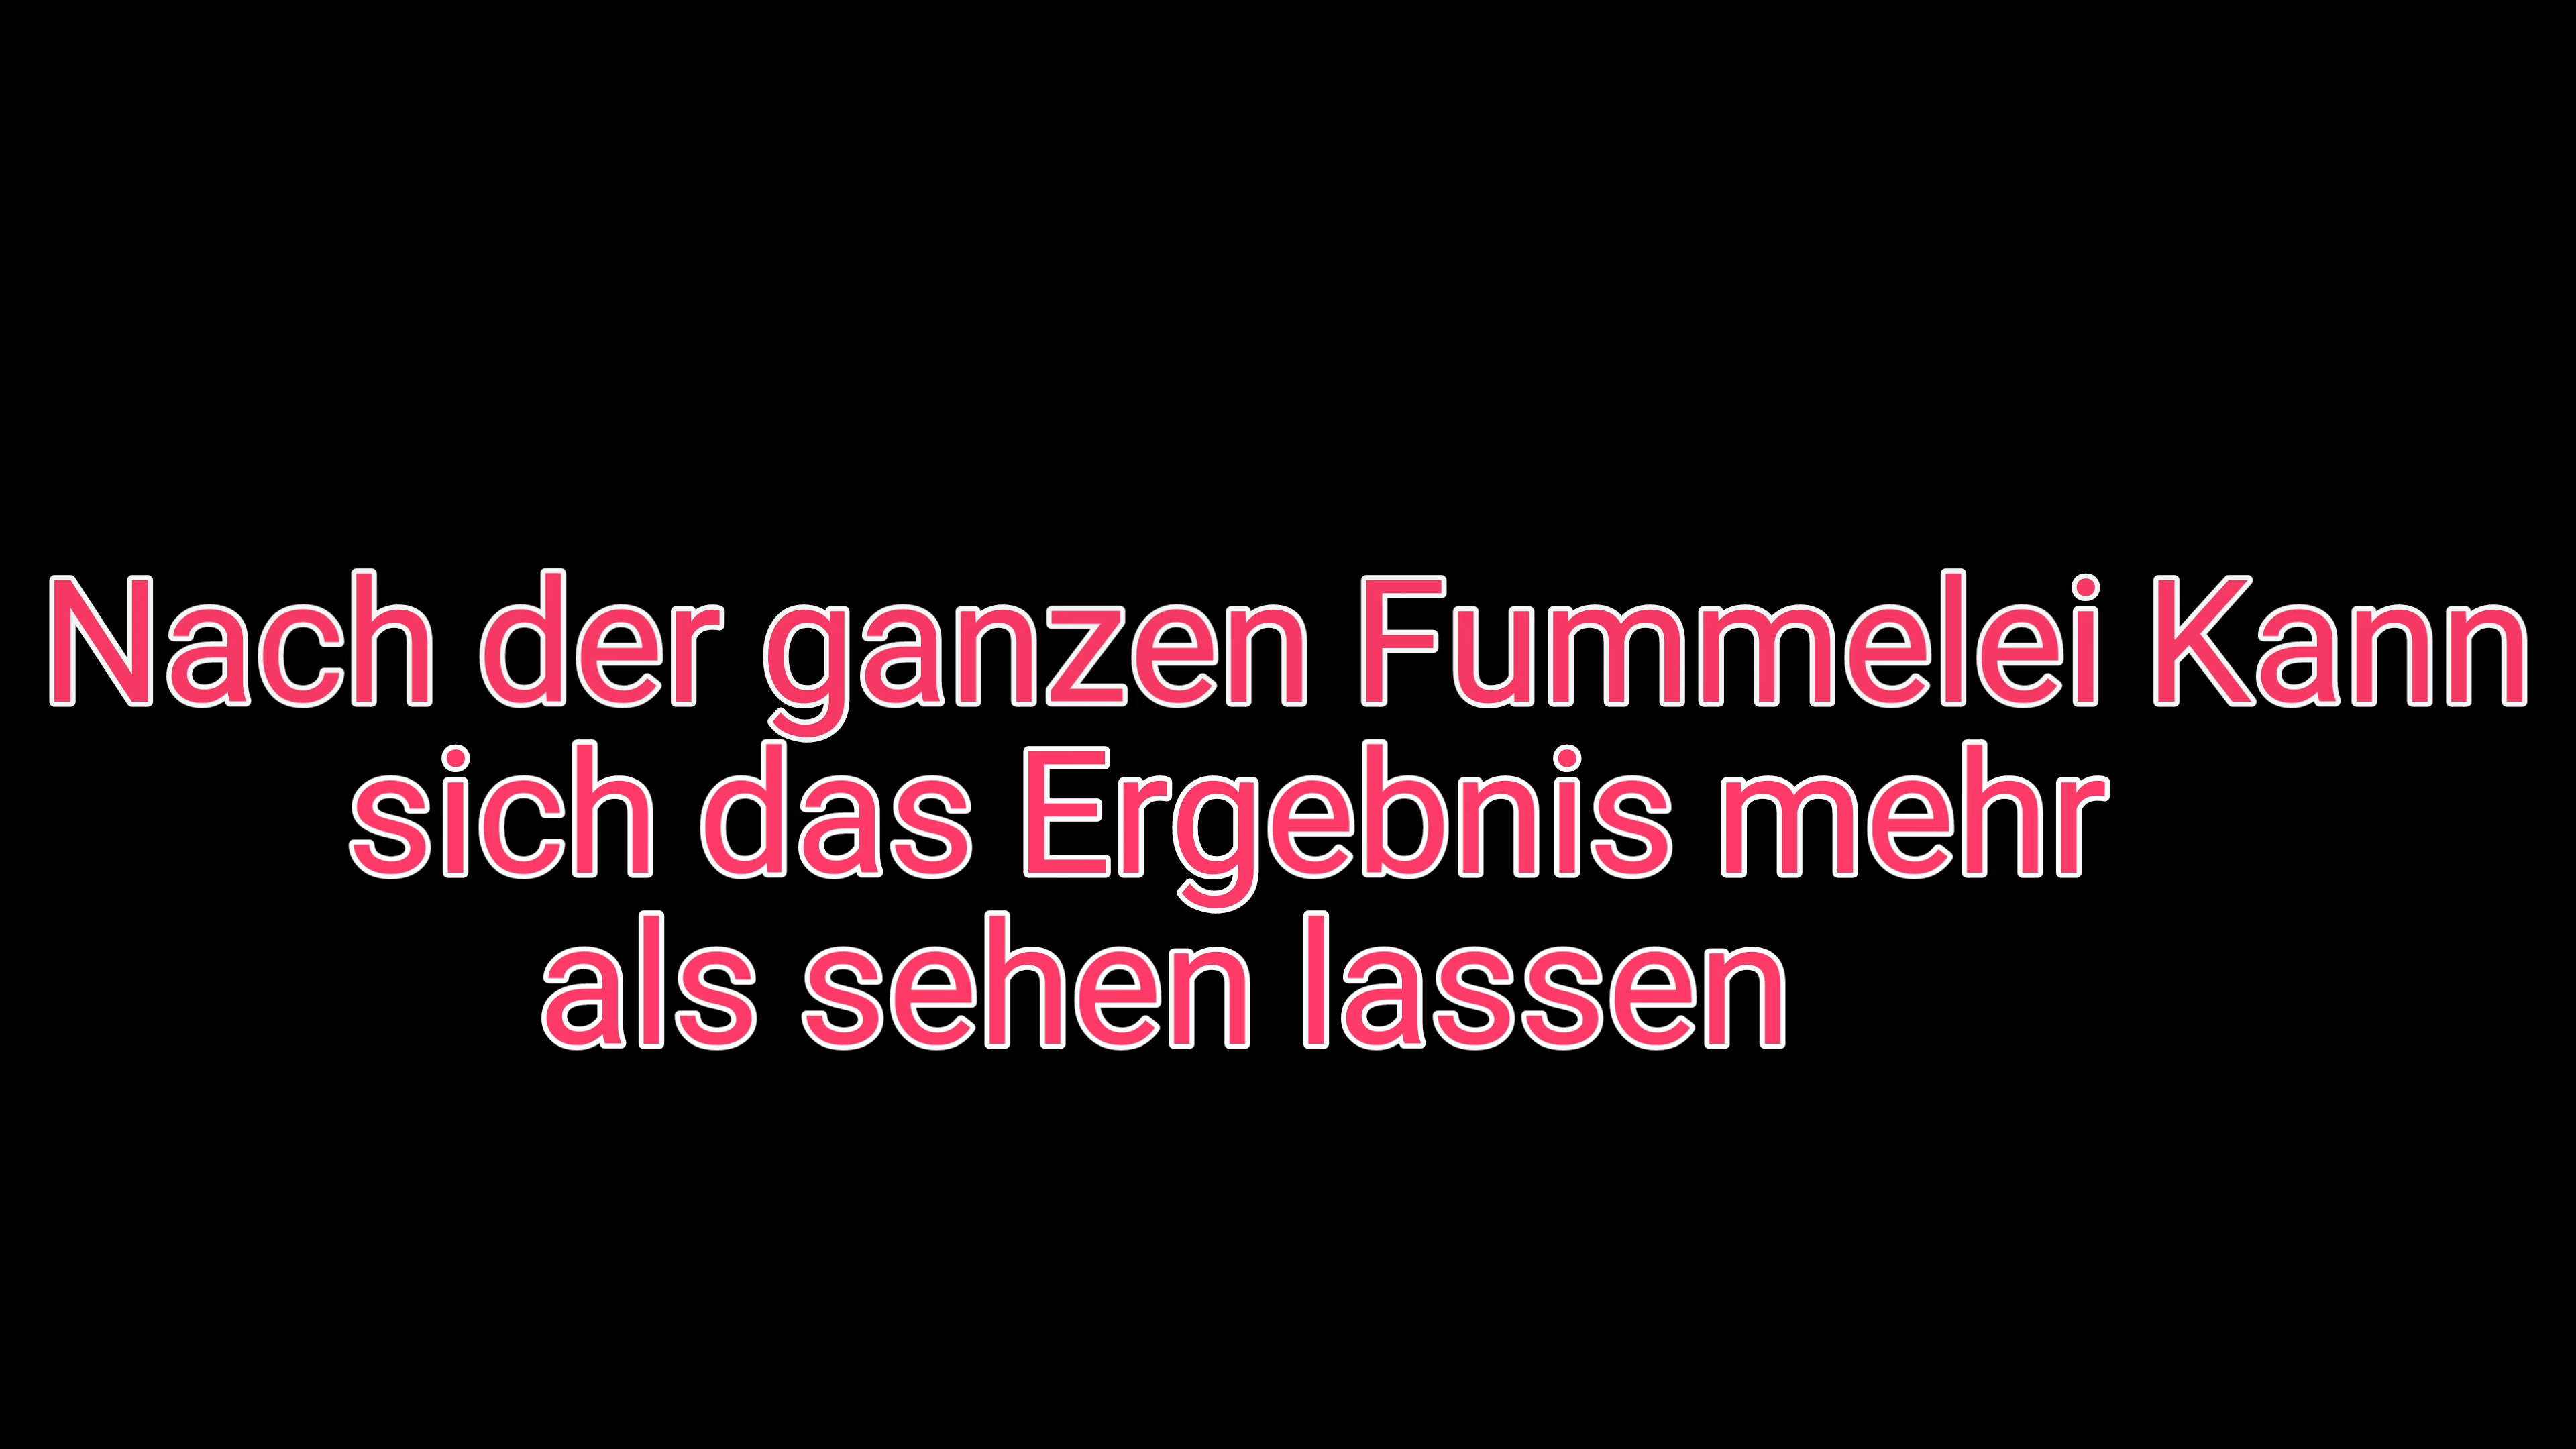 Nach der ganzen Fummelei Kann
sich das Ergebnis mehr
als sehen lassen